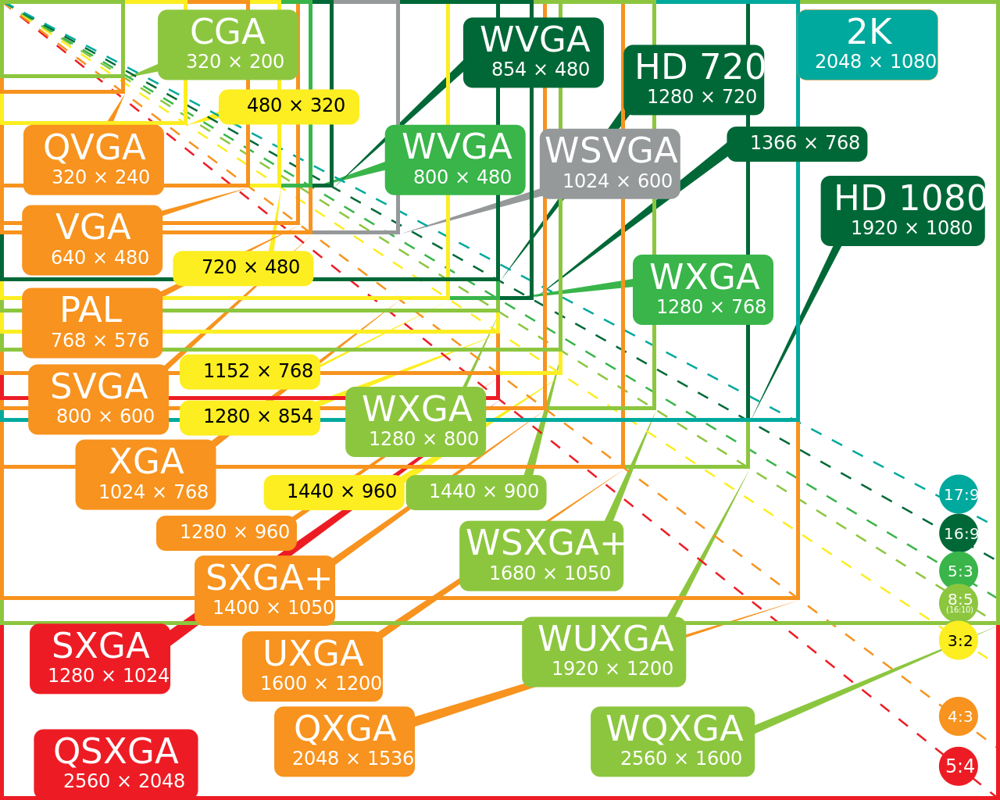 CGA
320 × 200
WVGA
854 × 480
2K
2048 × 1080
HD 720
1280 × 720
480 × 320
QVGA
320 × 240
WVGA
800 × 480
WSVGA
1024 × 600
1366 × 768
HD 1080
1920 × 1080
VGA
640 × 480
720 × 480
WXGA
1280 × 768
PAL
768 × 576
1152 × 768
SVGA
800 × 600
1280 × 854
WXGA
1280 × 800
XGA
1024 × 768
1440 × 960
1440 × 900
17:9
1280 × 960
WSXGA+
1680 × 1050
16:9
SXGA+
1400 × 1050
5:3
8:5
(16:10)
SXGA
1280 × 1024
UXGA
1600 × 1200
WUXGA
1920 × 1200
3:2
QXGA
2048 × 1536
WQXGA
2560 × 1600
4:3
QSXGA
2560 × 2048
5:4